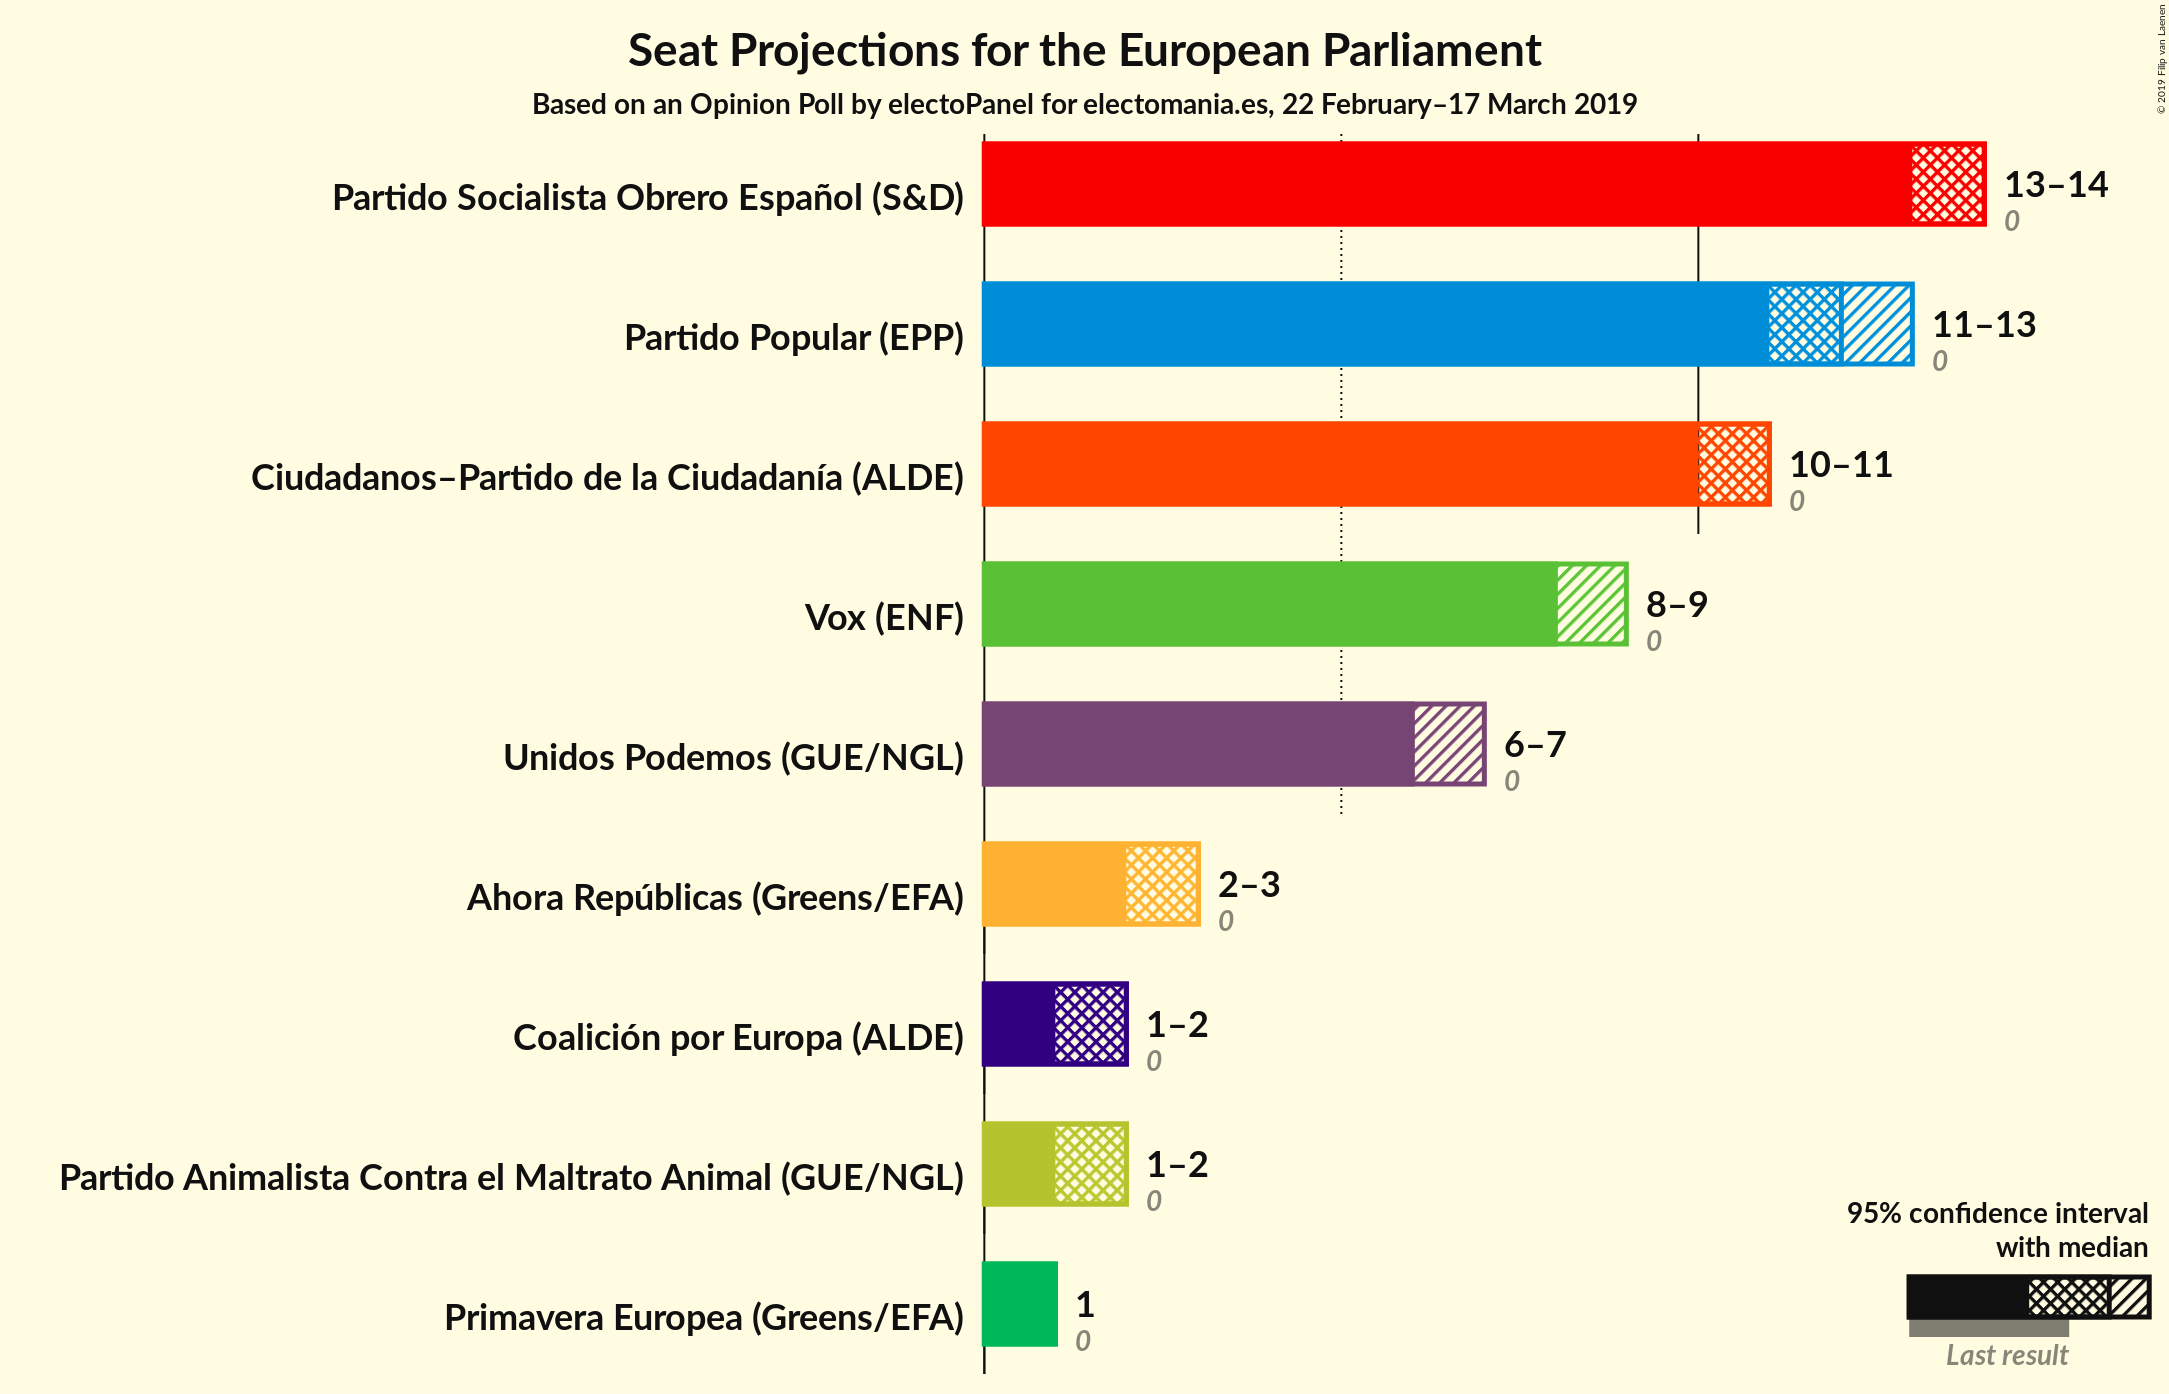 Seat Projections for the European Parliament
Based on an Opinion Poll by electoPanel for electomania.es, 22 February–17 March 2019
© 2019 Filip van Laenen
Partido Socialista Obrero Español (S&D)
13–14
0
Partido Popular (EPP)
11–13
0
Ciudadanos–Partido de la Ciudadanía (ALDE)
10–11
0
Vox (ENF)
8–9
0
Unidos Podemos (GUE/NGL)
6–7
0
Ahora Repúblicas (Greens/EFA)
2–3
0
Coalición por Europa (ALDE)
1–2
0
Partido Animalista Contra el Maltrato Animal (GUE/NGL)
1–2
0
Primavera Europea (Greens/EFA)
1
0
95% confidence interval
with median
Last result